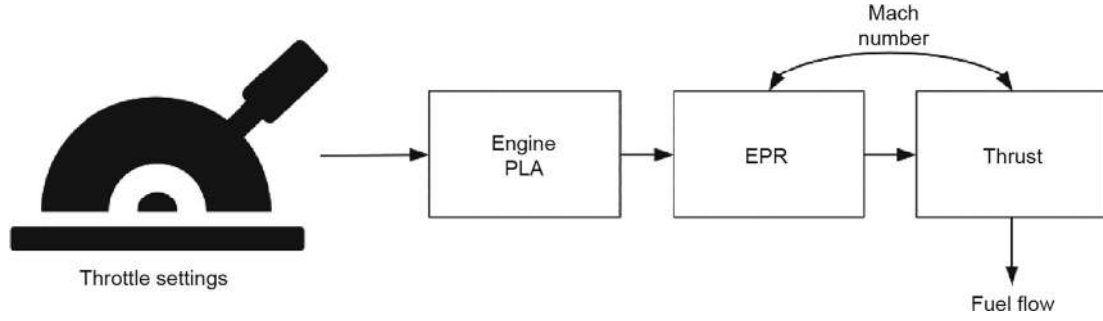 Mach
number
Engine
PLA
EPR
Thrust
Throttle settings
Fuel flow